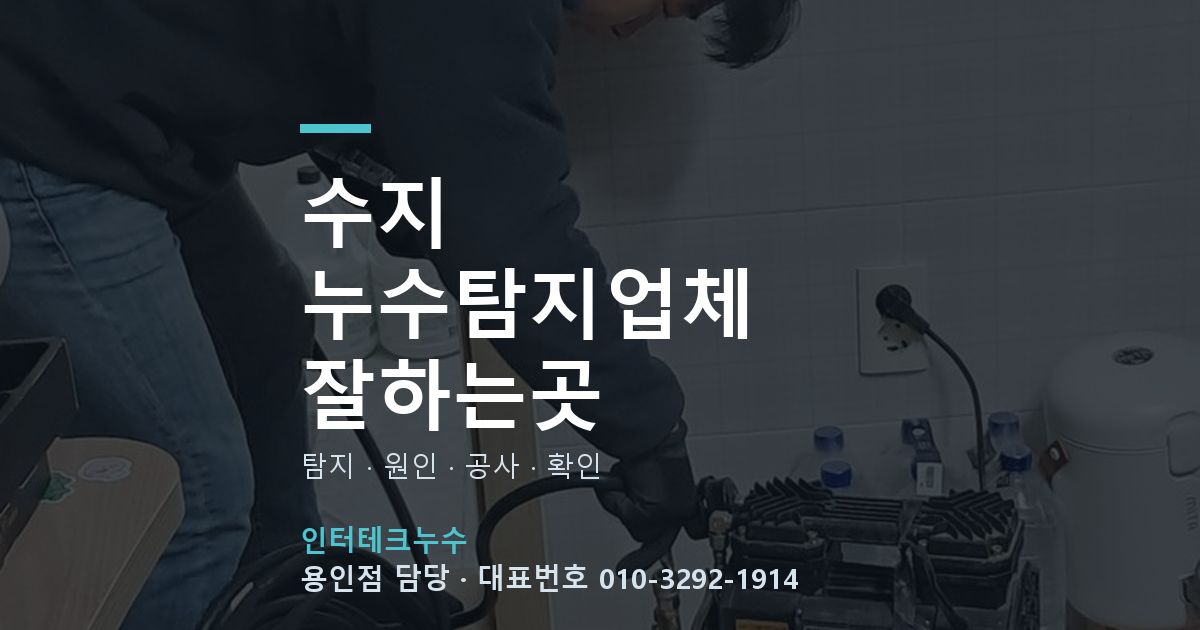 수지
누수탐지업체
잘하는곳
탐지 · 원인 · 공사 · 확인
인터테크누수
용인점 담당 · 대표번호 010-3292-1914